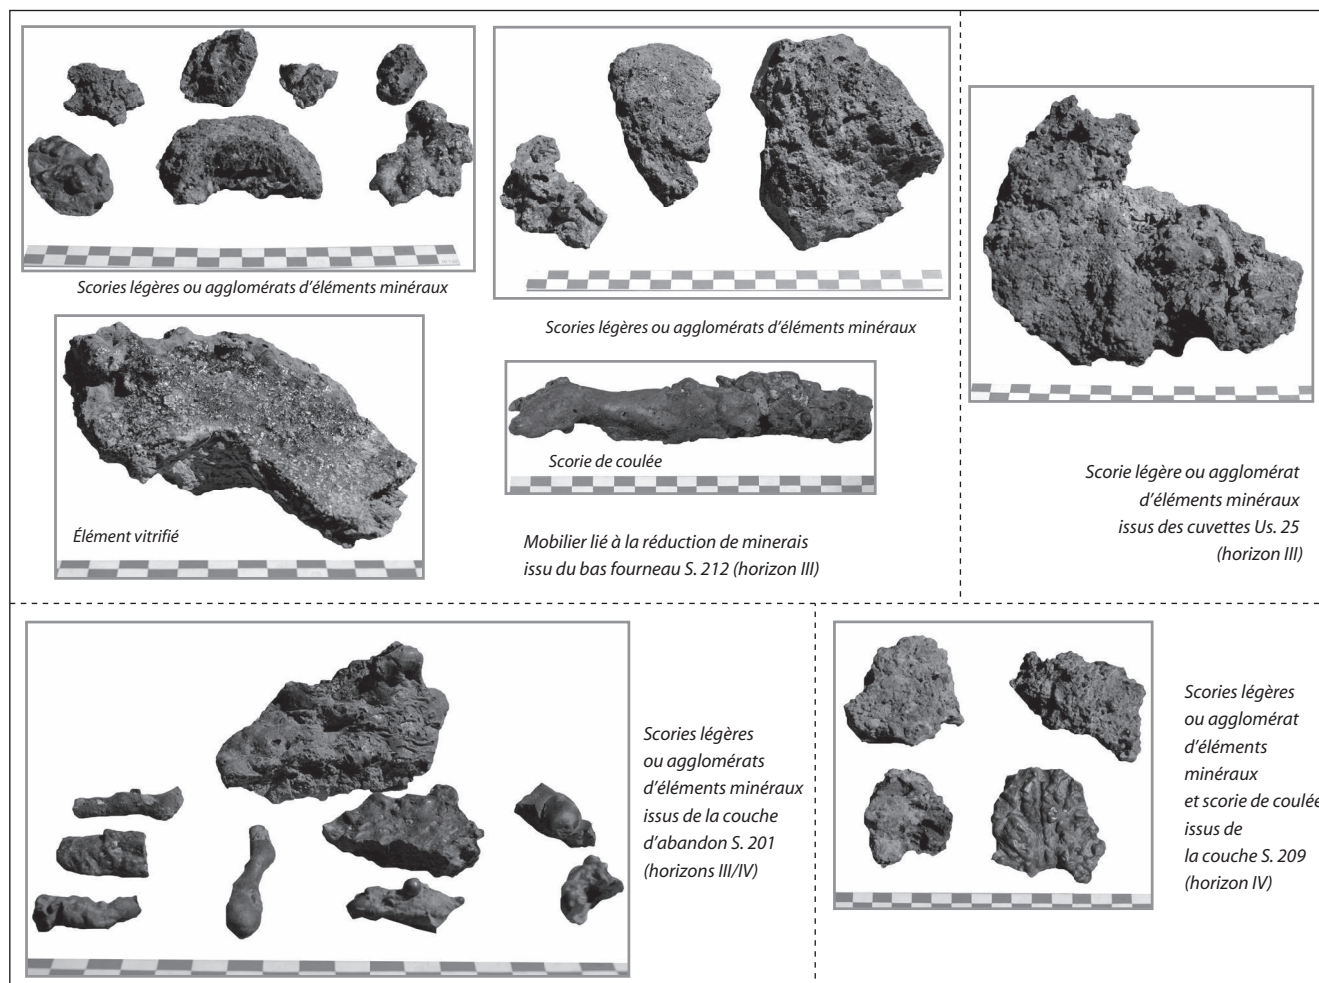 Scories légères ou agglomérats d'éléments minéraux
Scories légères ou agglomérats d'éléments minéraux
Élément vitrifié
Scorie de coulée
Mobilier lié à la réduction de minerais
issu du bas fourneau S. 212 (horizon III)
Scorie légère ou agglomérat
d'éléments minéraux
issus des cuvettes Us. 25
(horizon III)
Scories légères
ou agglomérats
d'éléments minéraux
issus de la couche
d'abandon S. 201
(horizons III/IV)
Scories légères
ou agglomérat
d'éléments
minéraux
et scorie de coulée
issus de
la couche S. 209
(horizon IV)